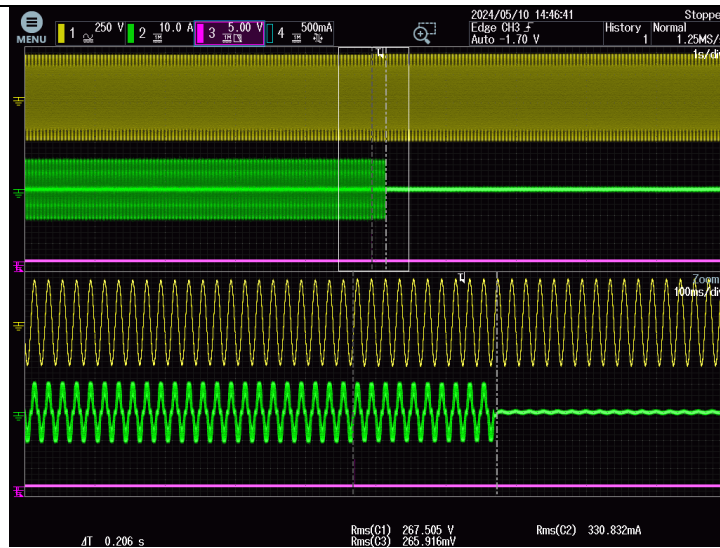 2024/05/10 14:46:41 Stoppe
MENU 1 250 V 2 10.0 A 3 5.00 V 4 500mA Edge CH3 History Normal
Auto -1.70 V 1 1.25MS/
1s/div
T
T
Zoom
100ms/di
Rms(C1) 267.505 V Rms(C2) 330.832mA
ΔT 0.206 s Rms(C3) 265.916mV